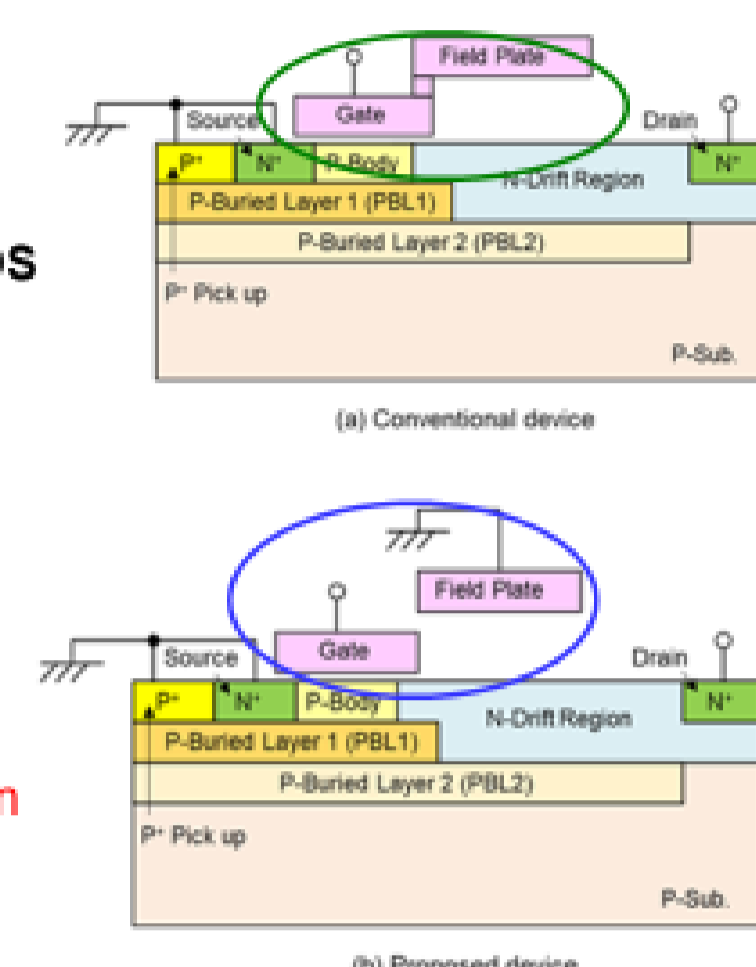 Field Plate
Gate
Source
Drain
P+
N+
P-Body
N-Drift Region
N+
P-Buried Layer 1 (PBL1)
P-Buried Layer 2 (PBL2)
P+ Pick up
P-Sub.
(a) Conventional device
Field Plate
Gate
Source
Drain
P+
N+
P-Body
N-Drift Region
N+
P-Buried Layer 1 (PBL1)
P-Buried Layer 2 (PBL2)
P+ Pick up
P-Sub.
(b) Proposed device